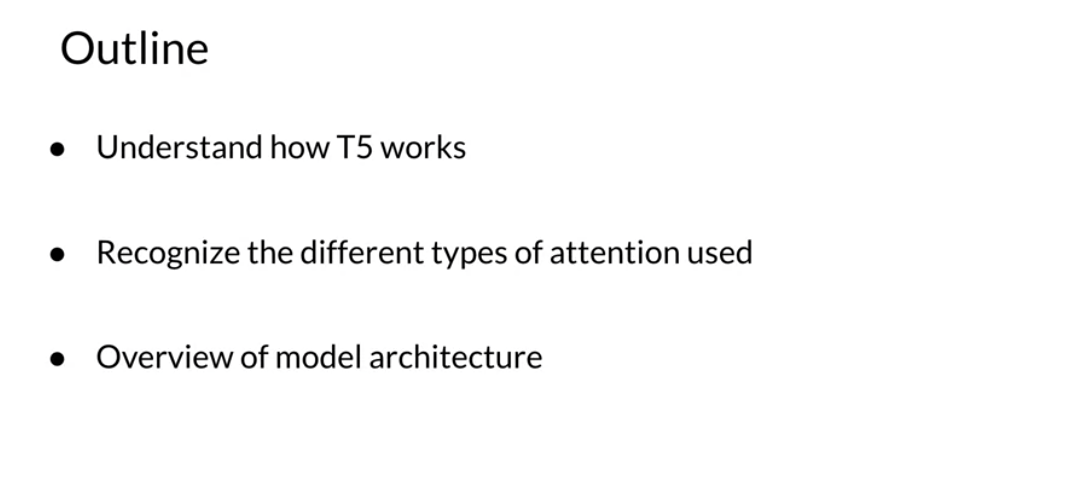 Outline
● Understand how T5 works
● Recognize the different types of attention used
● Overview of model architecture